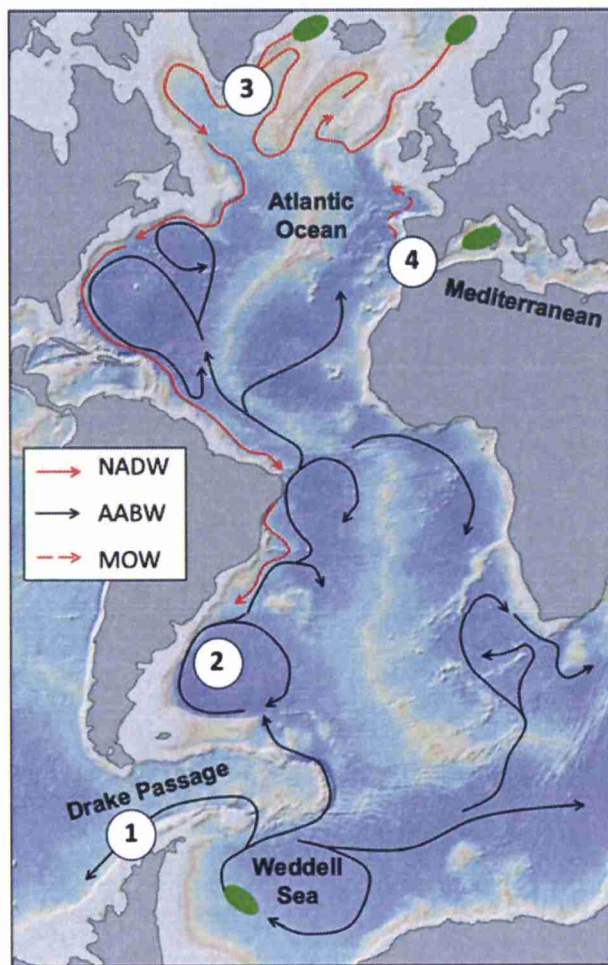 3
Atlantic
Ocean
4
Mediterranean
NADW
AABW
MOW
2
Drake Passage
1
Weddell
Sea